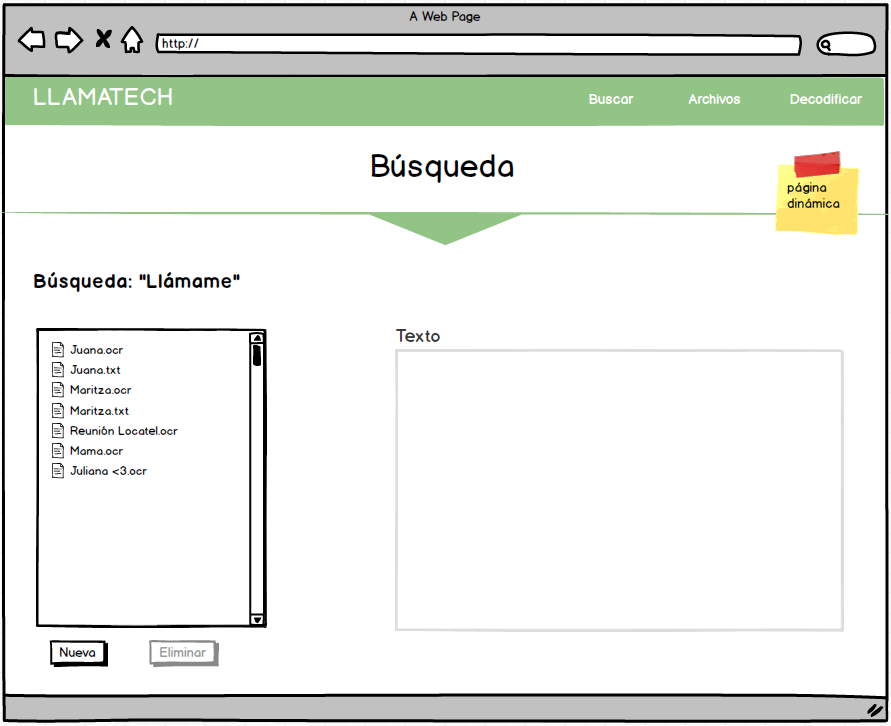 A Web Page
http://
LLAMATECH
Buscar
Archivos
Decodificar
Búsqueda
página
dinámica
Búsqueda: "Llámame"
Juana.ocr
Juana.txt
Maritza.ocr
Maritza.txt
Reunión Locatel.ocr
Mama.ocr
Juliana <3.ocr
Texto
Nueva
Eliminar